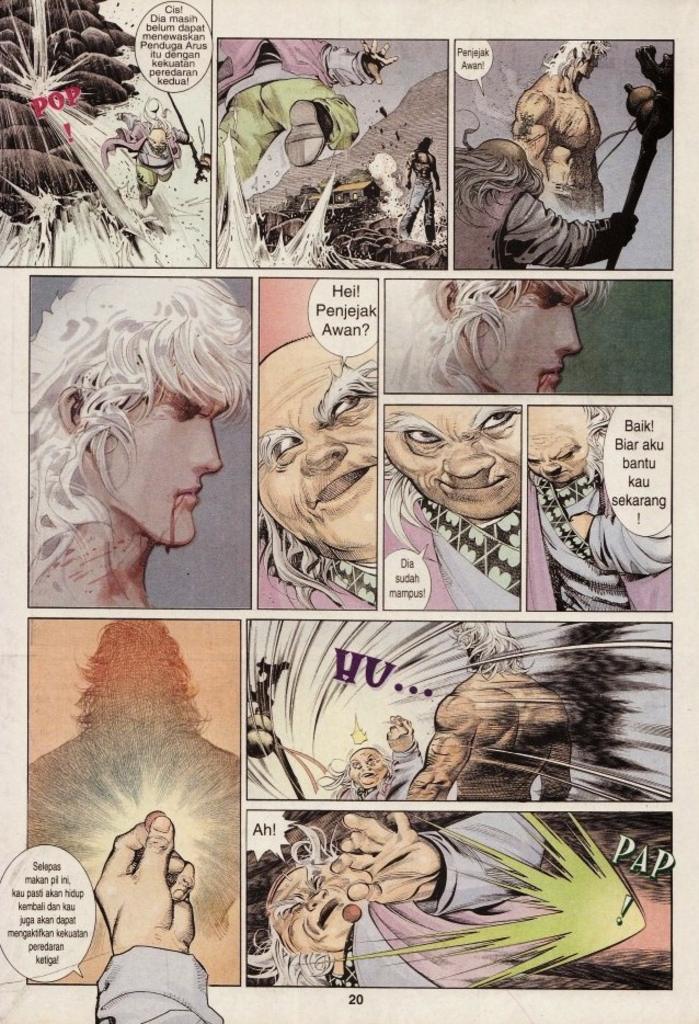 Cis!
Dia masih
belum dapat
menewaskan
Penduga Arus
itu dengan
kekuatan
peredaran
kedua!
POP
!
Penjejak
Awan!
Hei!
Penjejak
Awan?
Dia
sudah
mampus!
Baik!
Biar aku
bantu
kau
sekarang
!
Selepas
makan pil ini,
kau pasti akan hidup
kembali dan kau
juga akan dapat
mengaktifkan kekuatan
peredaran
ketiga!
HU...
Ah!
PAP
!
20